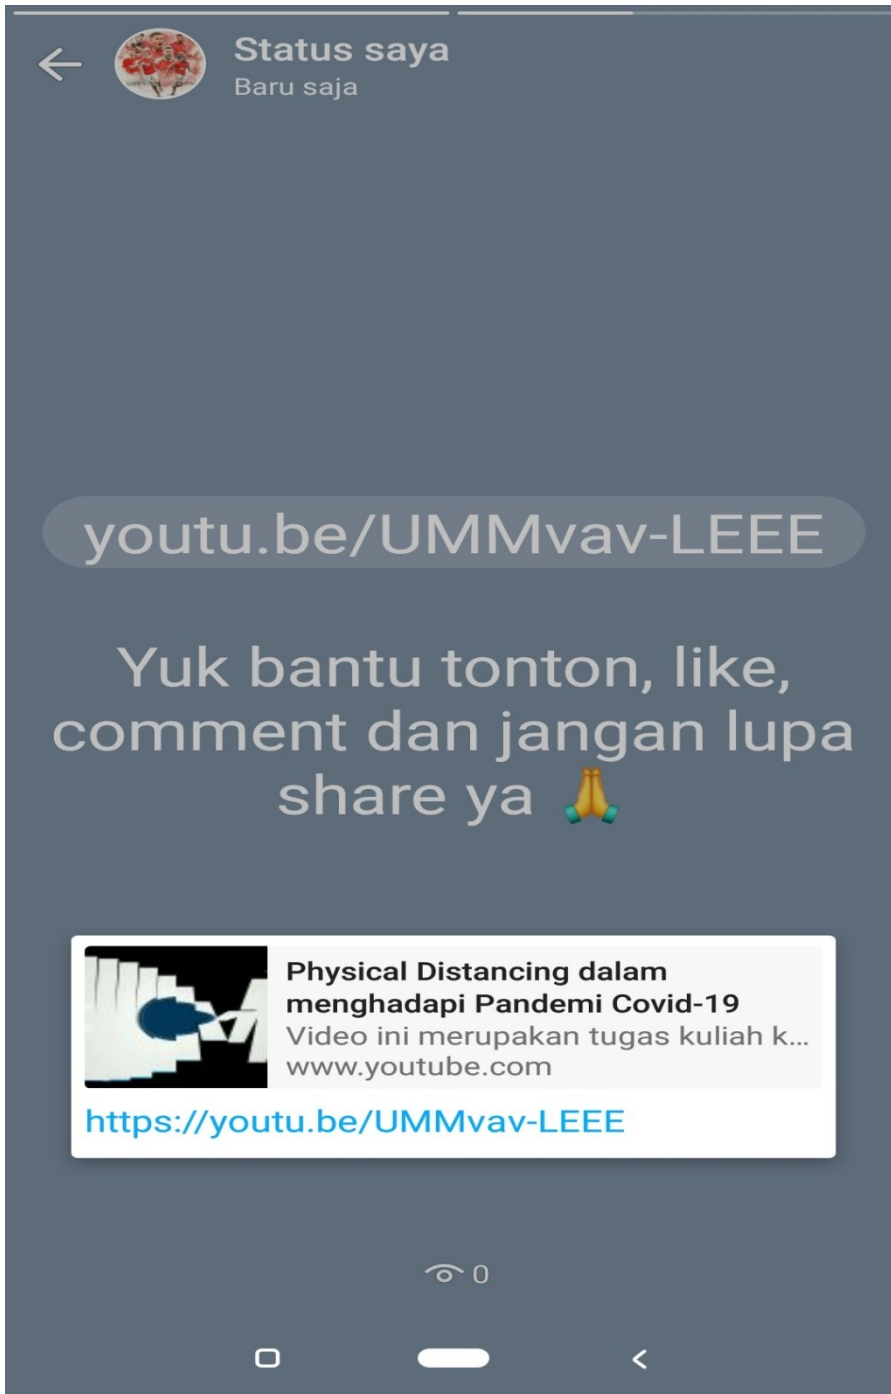 Status saya
Baru saja
youtu.be/UMMvav-LEEE
Yuk bantu tonton, like,
comment dan jangan lupa
share ya 🙏
Physical Distancing dalam
menghadapi Pandemi Covid-19
Video ini merupakan tugas kuliah k...
www.youtube.com
https://youtu.be/UMMvav-LEEE
0